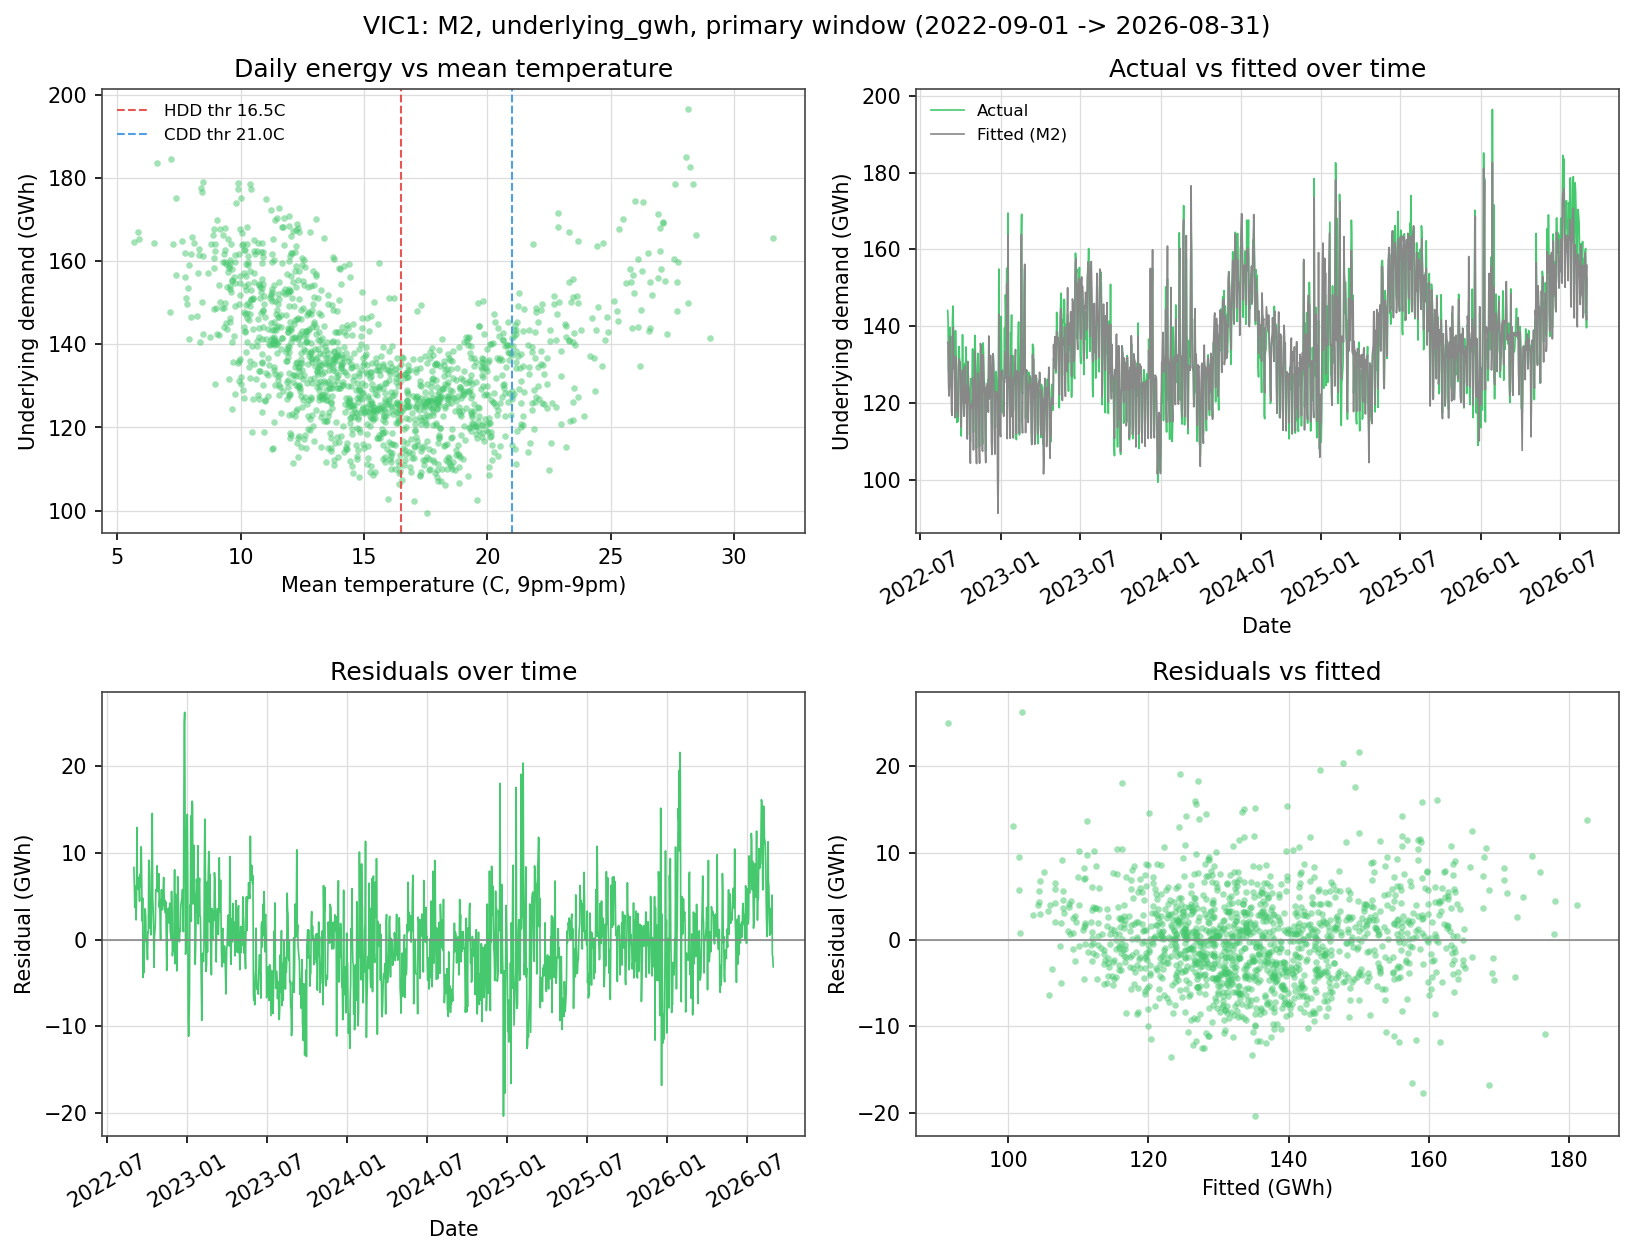 VIC1: M2, underlying_gwh, primary window (2022-09-01 -> 2026-08-31)
Daily energy vs mean temperature
HDD thr 16.5C
CDD thr 21.0C
Underlying demand (GWh)
200
180
160
140
120
100
5 10 15 20 25 30
Mean temperature (C, 9pm-9pm)
Actual vs fitted over time
Actual
Fitted (M2)
Underlying demand (GWh)
200
180
160
140
120
100
2022-07 2023-01 2023-07 2024-01 2024-07 2025-01 2025-07 2026-01 2026-07
Date
Residuals over time
Residual (GWh)
20
10
0
−10
−20
2022-07 2023-01 2023-07 2024-01 2024-07 2025-01 2025-07 2026-01 2026-07
Date
Residuals vs fitted
Residual (GWh)
20
10
0
−10
−20
100 120 140 160 180
Fitted (GWh)